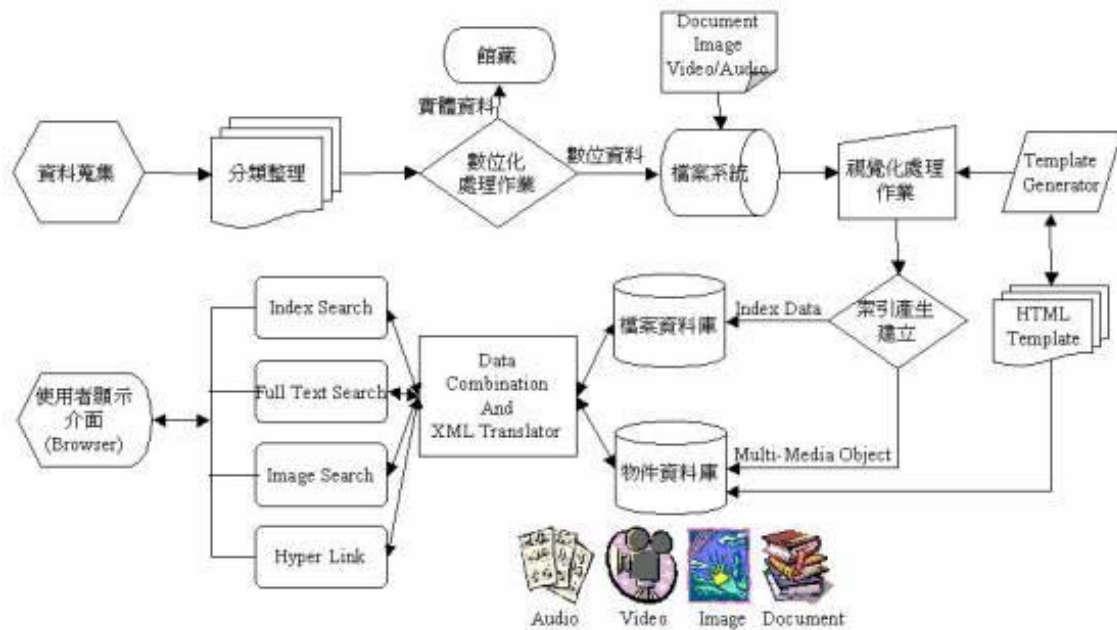 館藏
Document
Image
Video/Audio
實體資料
資料蒐集
分類整理
數位化
處理作業
數位資料
檔案系統
視覺化處理
作業
Template
Generator
Index Search
檔案資料庫
Index Data
索引產生
建立
HTML
Template
Data
Combination
And
XML Translator
使用者顯示
介面
(Browser)
Full Text Search
Image Search
物件資料庫
Multi-Media Object
Hyper Link
Audio
Video
Image
Document